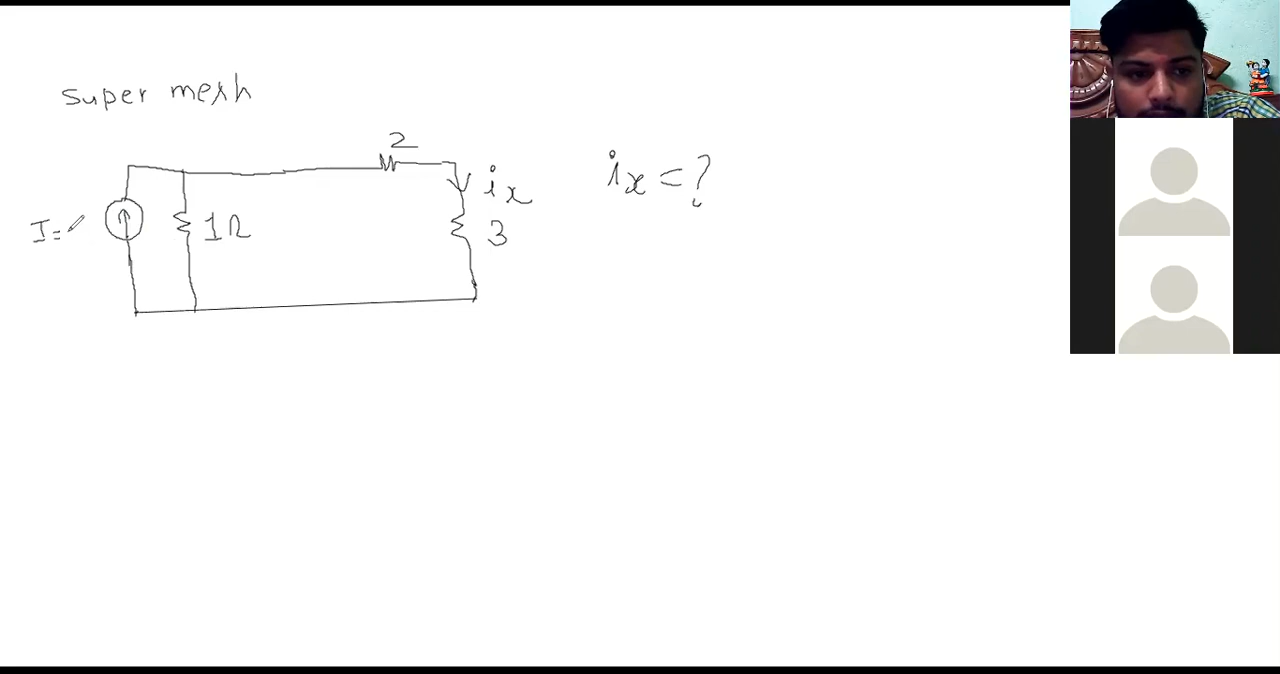 super mesh
2
ix
ix = ?
I =
1Ω
3